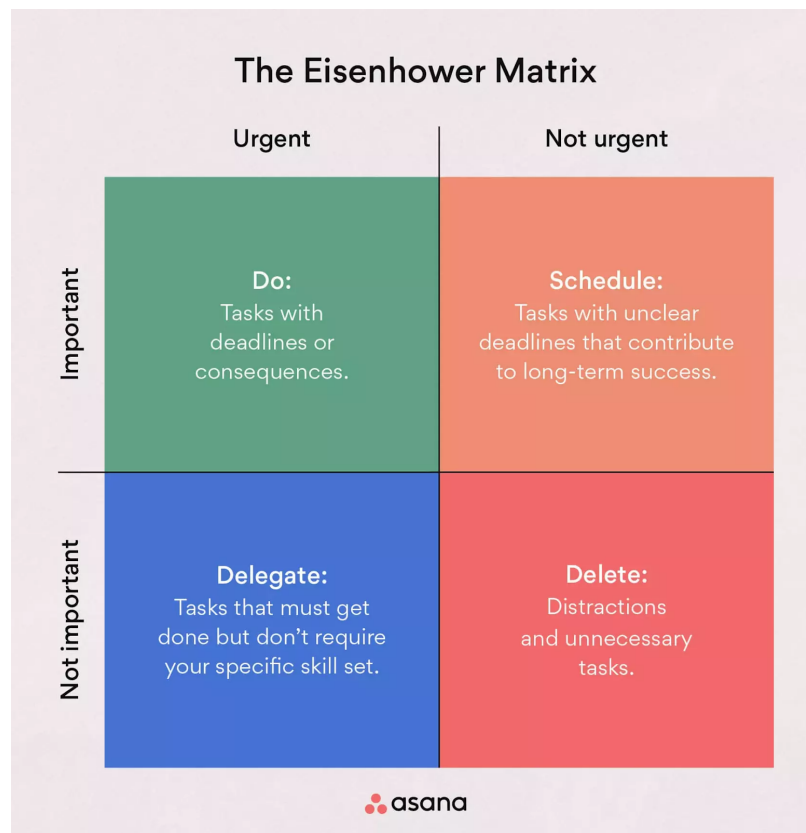 The Eisenhower Matrix
Urgent
Not urgent
Important
Do:
Tasks with
deadlines or
consequences.
Schedule:
Tasks with unclear
deadlines that contribute
to long-term success.
Not important
Delegate:
Tasks that must get
done but don’t require
your specific skill set.
Delete:
Distractions
and unnecessary
tasks.
asana